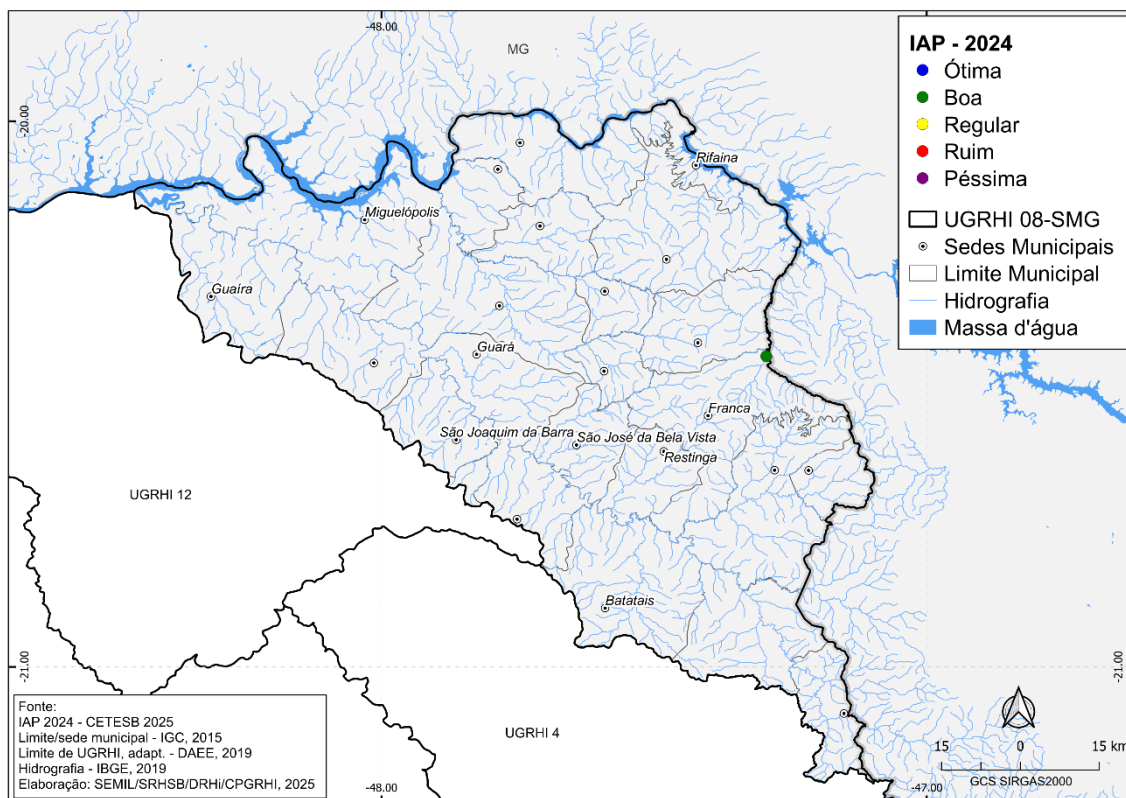 -48.00
MG
IAP - 2024
Ótima
Boa
Regular
Ruim
Péssima
UGRHI 08-SMG
Sedes Municipais
Limite Municipal
Hidrografia
Massa d'água
-20.00
Rifaina
Miguelópolis
Guaíra
Guará
Franca
São Joaquim da Barra
São José da Bela Vista
Restinga
UGRHI 12
Batatais
-21.00
-21.00
Fonte:
IAP 2024 - CETESB 2025
Limite/sede municipal - IGC, 2015
Limite de UGRHI, adapt. - DAEE, 2019
Hidrografia - IBGE, 2019
Elaboração: SEMIL/SRHSB/DRHi/CPGRHI, 2025
UGRHI 4
15 0 15 km
GCS SIRGAS2000
-48.00
-47.00